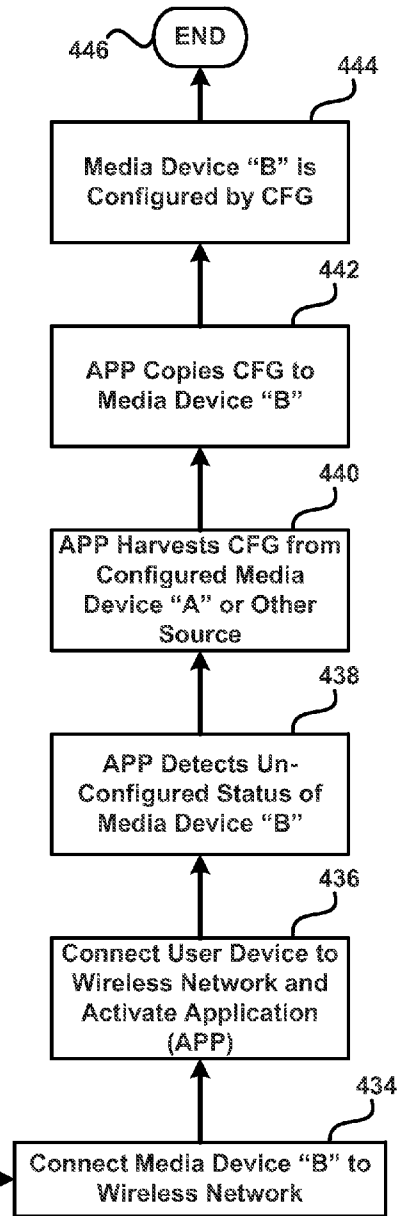 END
446
444
Media Device “B” is
Configured by CFG
442
APP Copies CFG to
Media Device “B”
440
APP Harvests CFG from
Configured Media
Device “A” or Other
Source
438
APP Detects Un-
Configured Status of
Media Device “B”
436
Connect User Device to
Wireless Network and
Activate Application
(APP)
434
Connect Media Device “B” to
Wireless Network